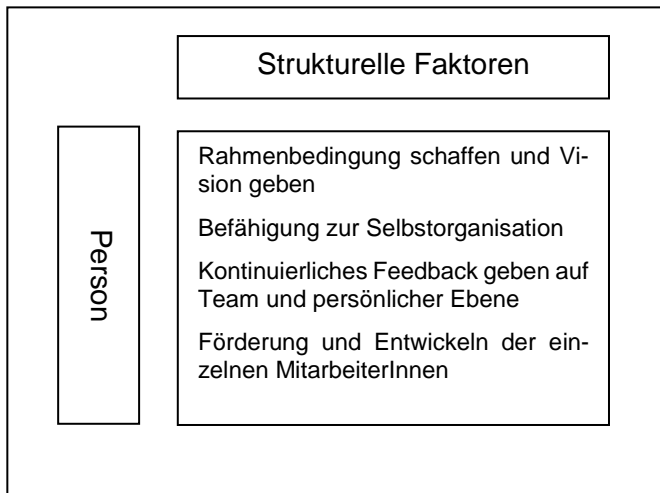 Strukturelle Faktoren
Person
Rahmenbedingung schaffen und Vi-
sion geben
Befähigung zur Selbstorganisation
Kontinuierliches Feedback geben auf
Team und persönlicher Ebene
Förderung und Entwickeln der ein-
zelnen MitarbeiterInnen